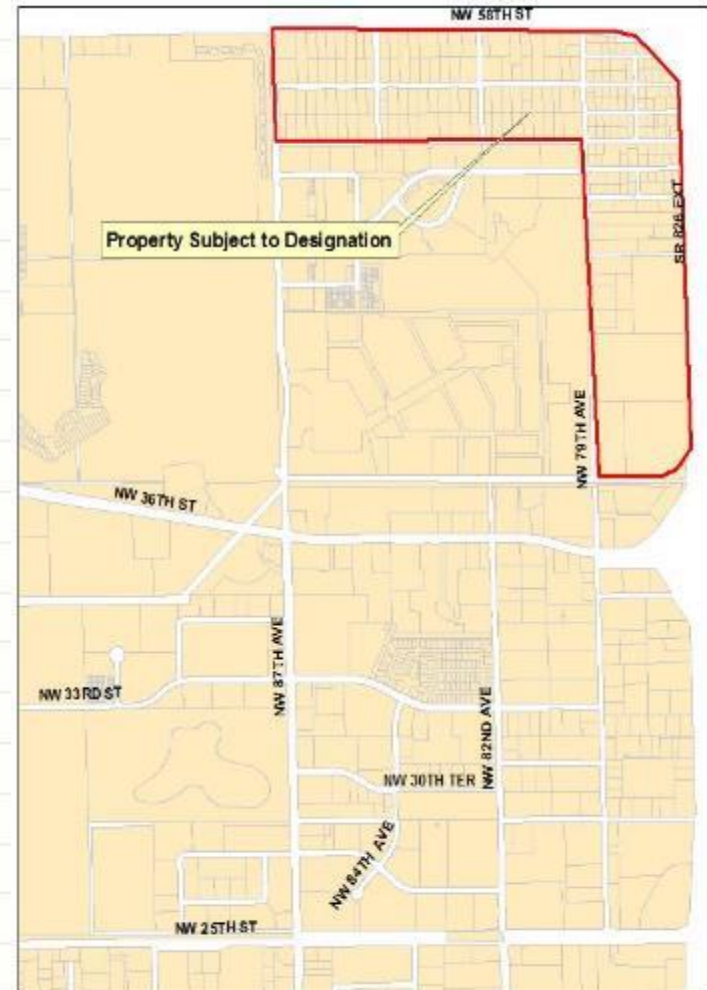 NW 58TH ST
Property Subject to Designation
SR 826 EXT
NW 79TH AVE
NW 36TH ST
NW 87TH AVE
NW 33RD ST
NW 82ND AVE
NW 30TH TER
NW 84TH AVE
NW 25TH ST